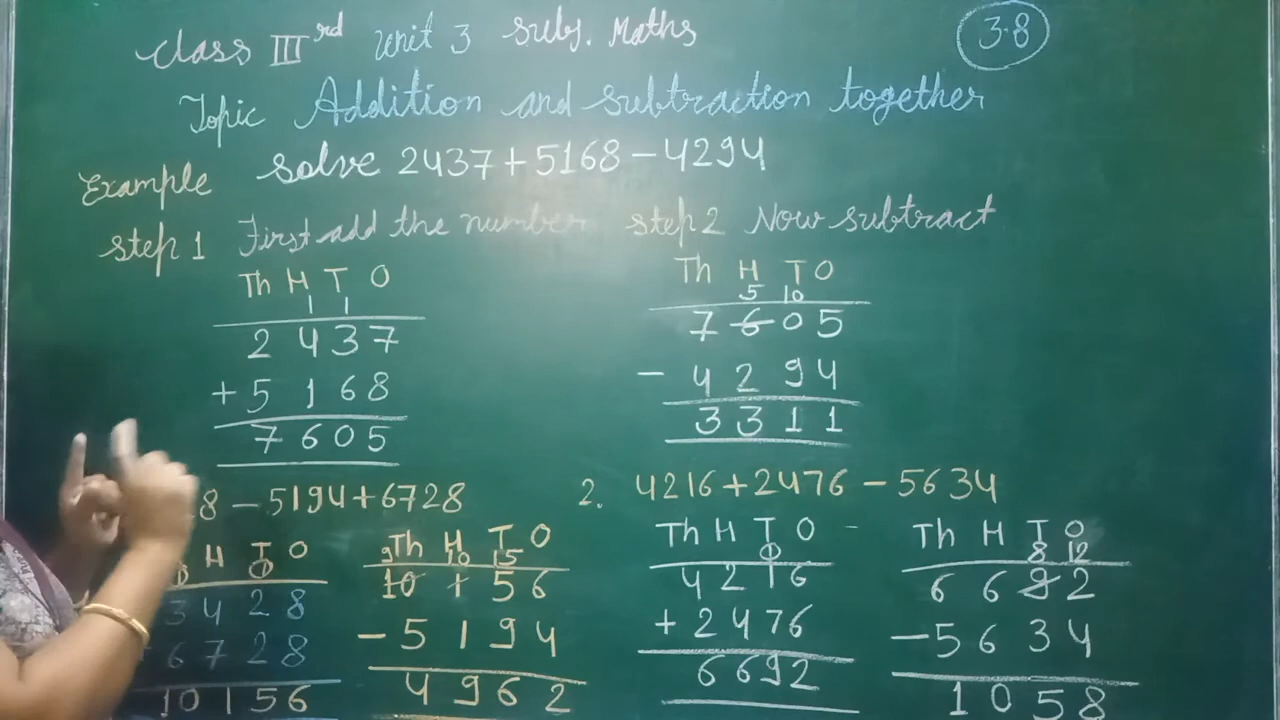 Class III rd Unit 3 Subj. Maths
3.8
Topic Addition and subtraction together
Example solve 2437+5168-4294
step 1 First add the number
Th H T O
1 1
2 4 3 7
+ 5 1 6 8
7 6 0 5
step 2 Now subtract
Th H T O
5 10
7 6 0 5
- 4 2 9 4
3 3 1 1
8-5194+6728
H T O
3 4 2 8
6 7 2 8
10 1 5 6
Th H T O
9 10 15
10 1 5 6
- 5 1 9 4
4 9 6 2
2. 4216+2476-5634
Th H T O
4 2 1 6
+ 2 4 7 6
6 6 9 2
Th H T O
8 12
6 6 9 2
- 5 6 3 4
1 0 5 8